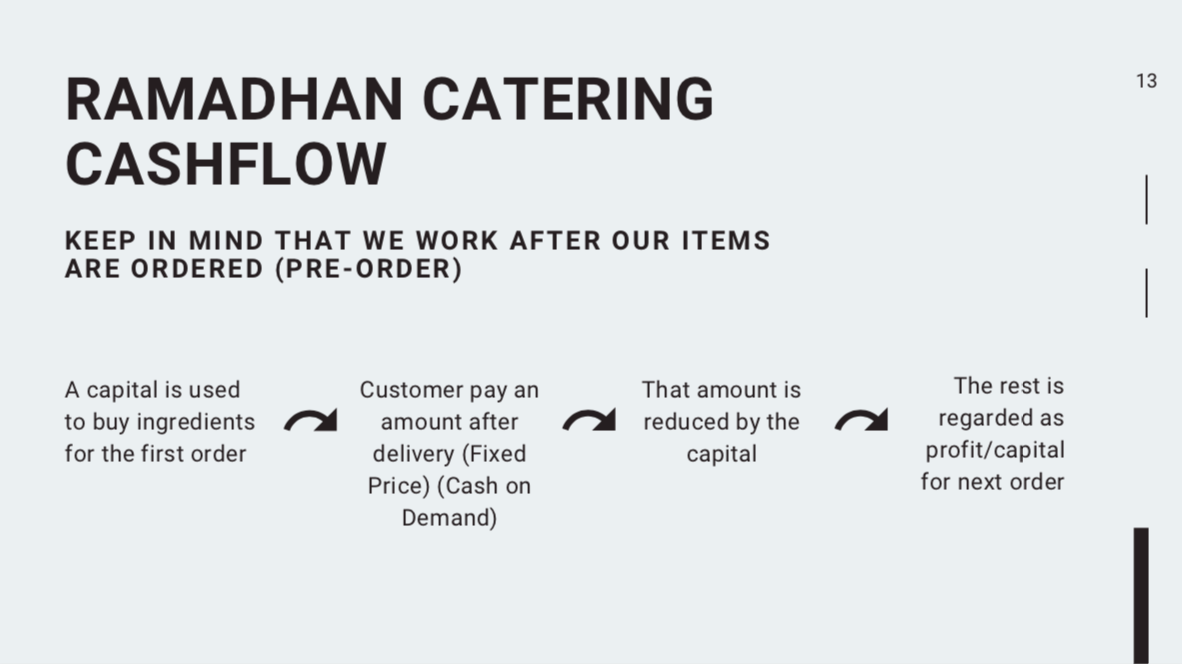 RAMADHAN CATERING
CASHFLOW
13
KEEP IN MIND THAT WE WORK AFTER OUR ITEMS
ARE ORDERED (PRE-ORDER)
A capital is used
to buy ingredients
for the first order
Customer pay an
amount after
delivery (Fixed
Price) (Cash on
Demand)
That amount is
reduced by the
capital
The rest is
regarded as
profit/capital
for next order